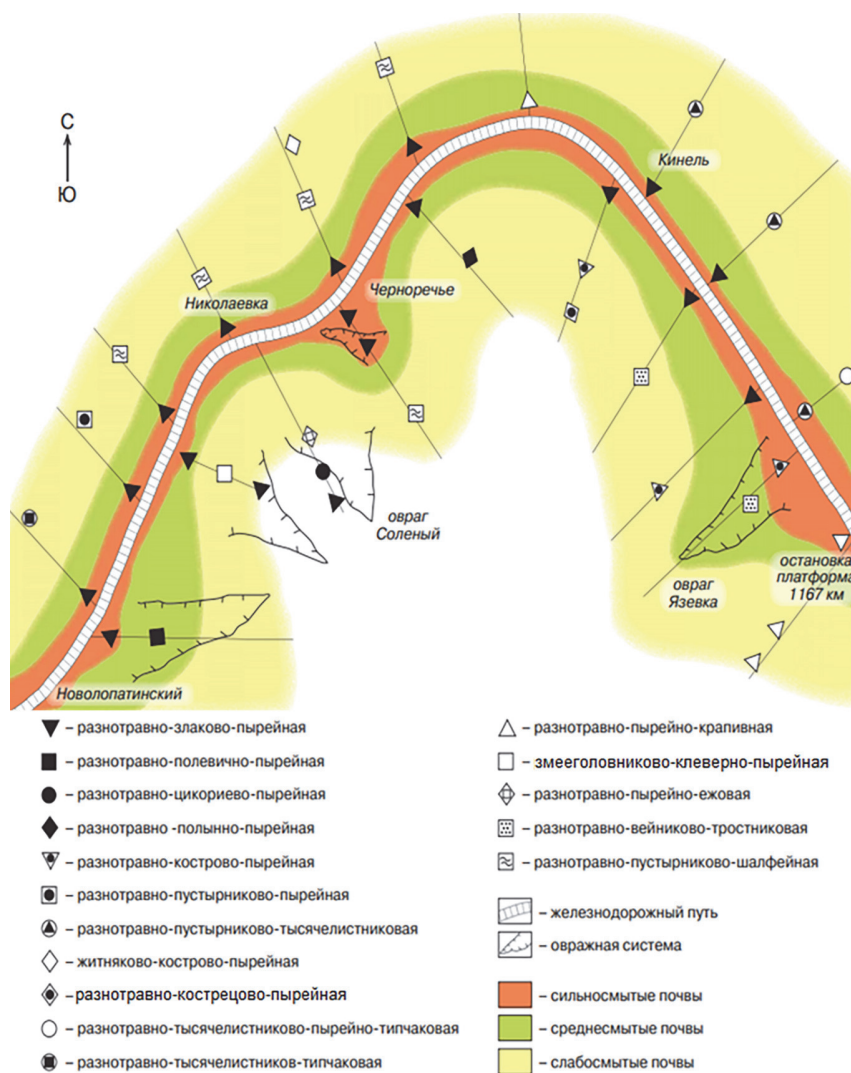 С
Ю
Кинель
Николаевка
Черноречье
овраг
Соленый
остановка
платформа
1167 км
овраг
Язевка
Новолопатинский
– разнотравно-злаково-пырейная
– разнотравно-полевично-пырейная
– разнотравно-цикориево-пырейная
– разнотравно -полынно-пырейная
– разнотравно-кострово-пырейная
– разнотравно-пустырниково-пырейная
– разнотравно-пустырниково-тысячелистниковая
– житняково-кострово-пырейная
– разнотравно-кострецово-пырейная
– разнотравно-тысячелистниково-пырейно-типчаковая
– разнотравно-тысячелистников-типчаковая
– разнотравно-пырейно-крапивная
– змееголовниково-клеверно-пырейная
– разнотравно-пырейно-ежовая
– разнотравно-вейниково-тростниковая
– разнотравно-пустырниково-шалфейная
– железнодорожный путь
– овражная система
– сильносмытые почвы
– среднесмытые почвы
– слабосмытые почвы